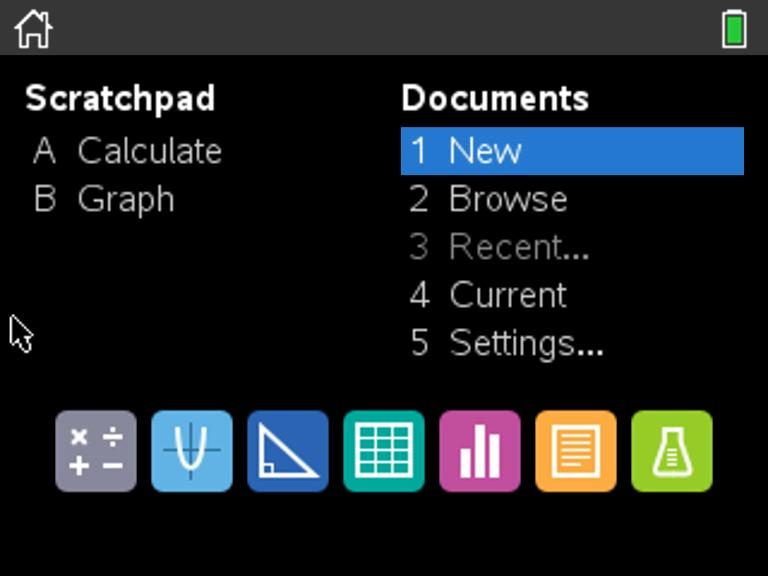 Scratchpad
A Calculate
B Graph
Documents
1 New
2 Browse
3 Recent...
4 Current
5 Settings...